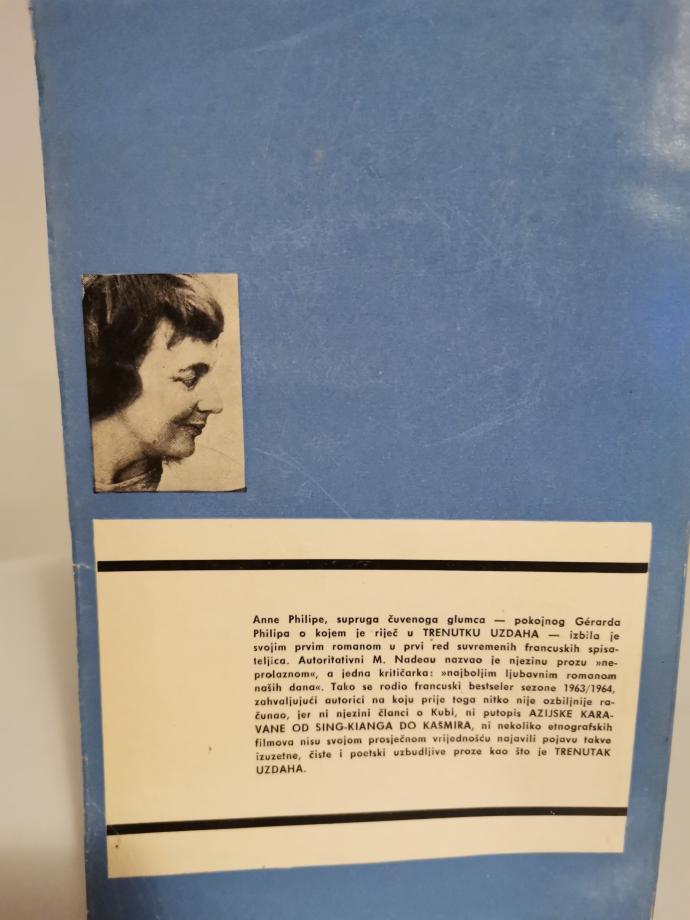 Anne Philipe, supruga čuvenoga glumca — pokojnog Gérarda
Philipa o kojem je riječ u TRENUTKU UZDAHA — izbila je
svojim prvim romanom u prvi red suvremenih francuskih spisa-
teljica. Autoritativni M. Nadeau nazvao je njezinu prozu »ne-
prolaznom«, a jedna kritičarka: »najboljim ljubavnim romanom
naših dana«. Tako se rodio francuski bestseler sezone 1963/1964,
zahvaljujući autorici na koju prije toga nitko nije ozbiljnije ra-
čunao, jer ni njezini članci o Kubi, ni putopis AZIJSKE KARA-
VANE OD SING-KIANGA DO KAŠMIRA, ni nekoliko etnografskih
filmova nisu svojom prosječnom vrijednošću najavili pojavu takve
izuzetne, čiste i poetski uzbudljive proze kao što je TRENUTAK
UZDAHA.